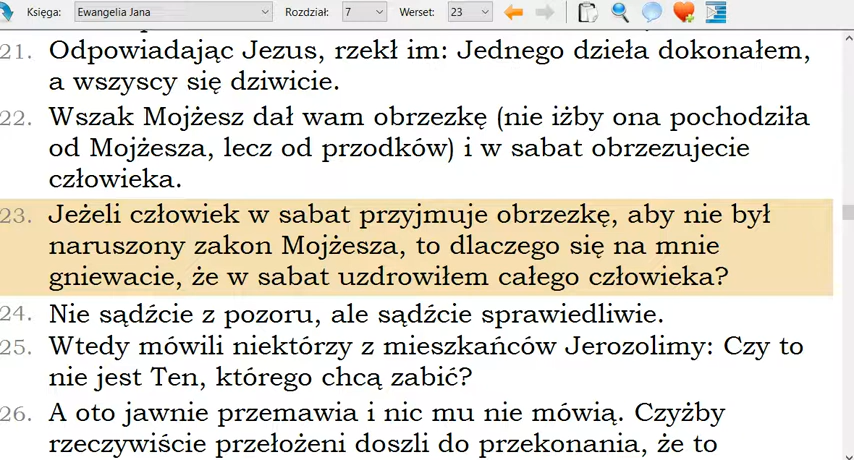 Księga: Ewangelia Jana Rozdział: 7 Werset: 23
21. Odpowiadając Jezus, rzekł im: Jednego dzieła dokonałem,
a wszyscy się dziwicie.
22. Wszak Mojżesz dał wam obrzezkę (nie iżby ona pochodziła
od Mojżesza, lecz od przodków) i w sabat obrzezujecie
człowieka.
23. Jeżeli człowiek w sabat przyjmuje obrzezkę, aby nie był
naruszony zakon Mojżesza, to dlaczego się na mnie
gniewacie, że w sabat uzdrowiłem całego człowieka?
24. Nie sądźcie z pozoru, ale sądźcie sprawiedliwie.
25. Wtedy mówili niektórzy z mieszkańców Jerozolimy: Czy to
nie jest Ten, którego chcą zabić?
26. A oto jawnie przemawia i nic mu nie mówią. Czyżby
rzeczywiście przełożeni doszli do przekonania, że to